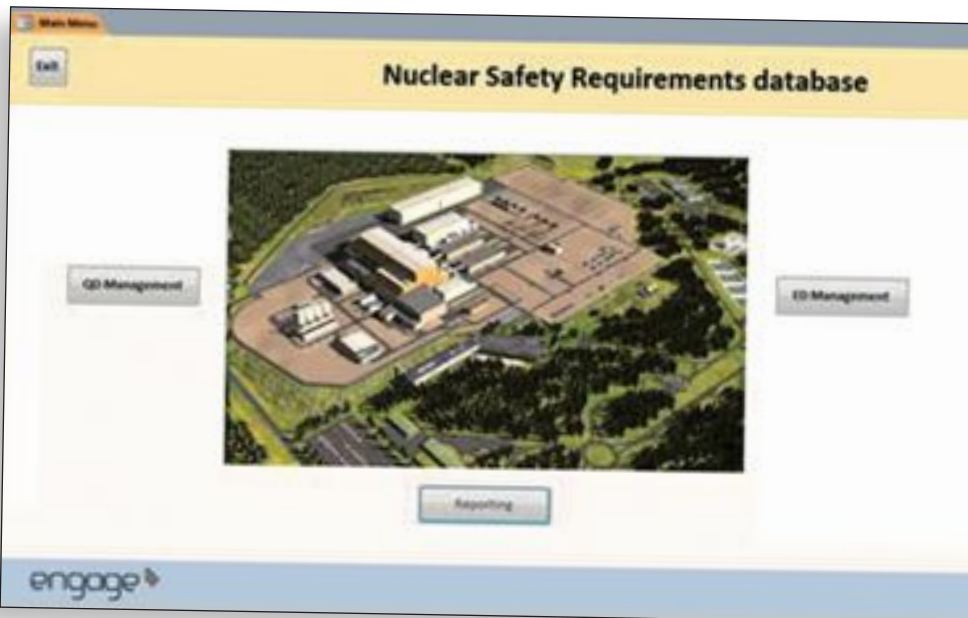 Main Menu
Exit
Nuclear Safety Requirements database
QD Management
ED Management
Reporting
engage